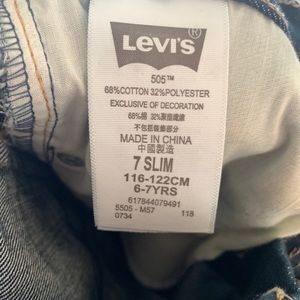 Levi's®
505™
68%COTTON 32%POLYESTER
EXCLUSIVE OF DECORATION
68%棉 32%聚酯纖維
不包括裝飾部分
MADE IN CHINA
中國製造
7 SLIM
116-122CM
6-7YRS
617844079491
5505 - M57
0734 118